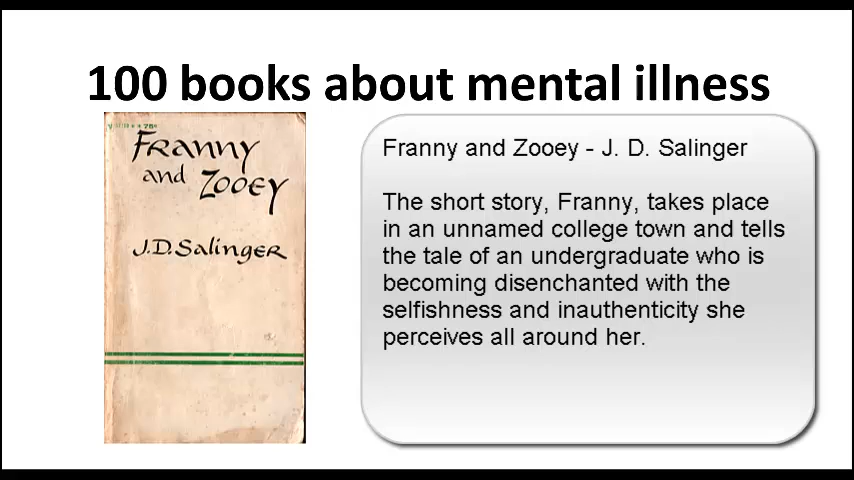 100 books about mental illness
Franny
and Zooey
J.D. Salinger
Franny and Zooey - J. D. Salinger
The short story, Franny, takes place
in an unnamed college town and tells
the tale of an undergraduate who is
becoming disenchanted with the
selfishness and inauthenticity she
perceives all around her.